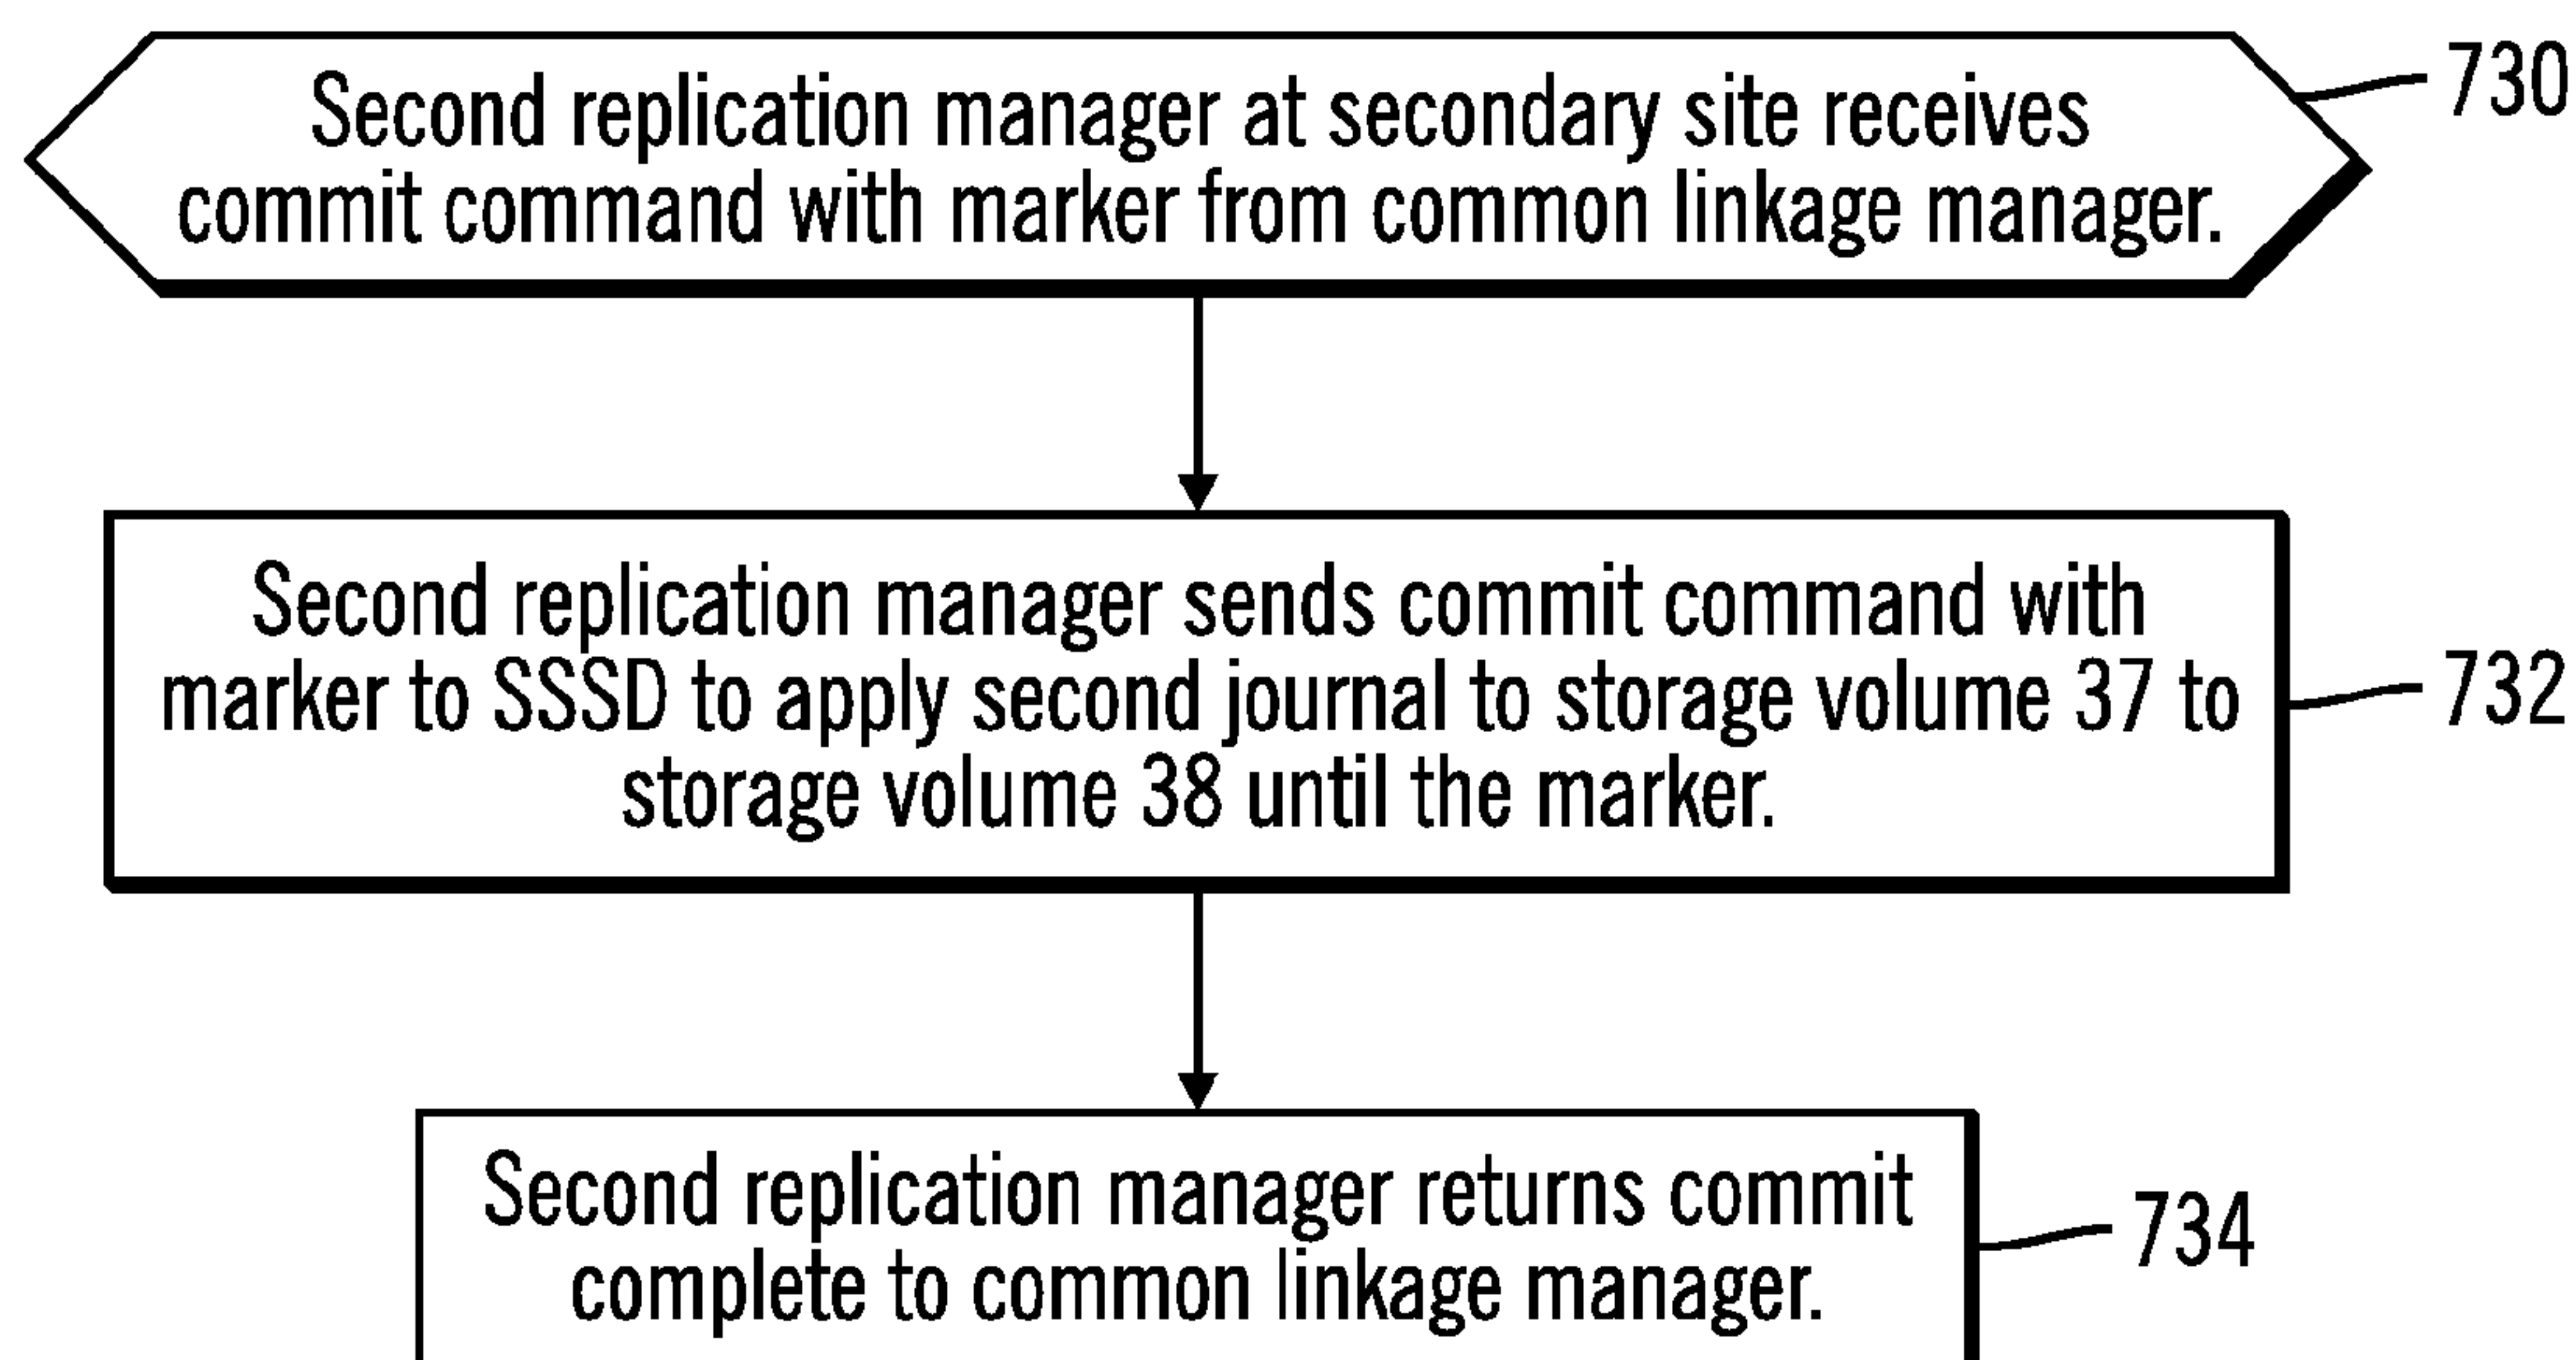 Second replication manager at secondary site receives
commit command with marker from common linkage manager.
730
Second replication manager sends commit command with
marker to SSSD to apply second journal to storage volume 37 to
storage volume 38 until the marker.
732
Second replication manager returns commit
complete to common linkage manager.
734